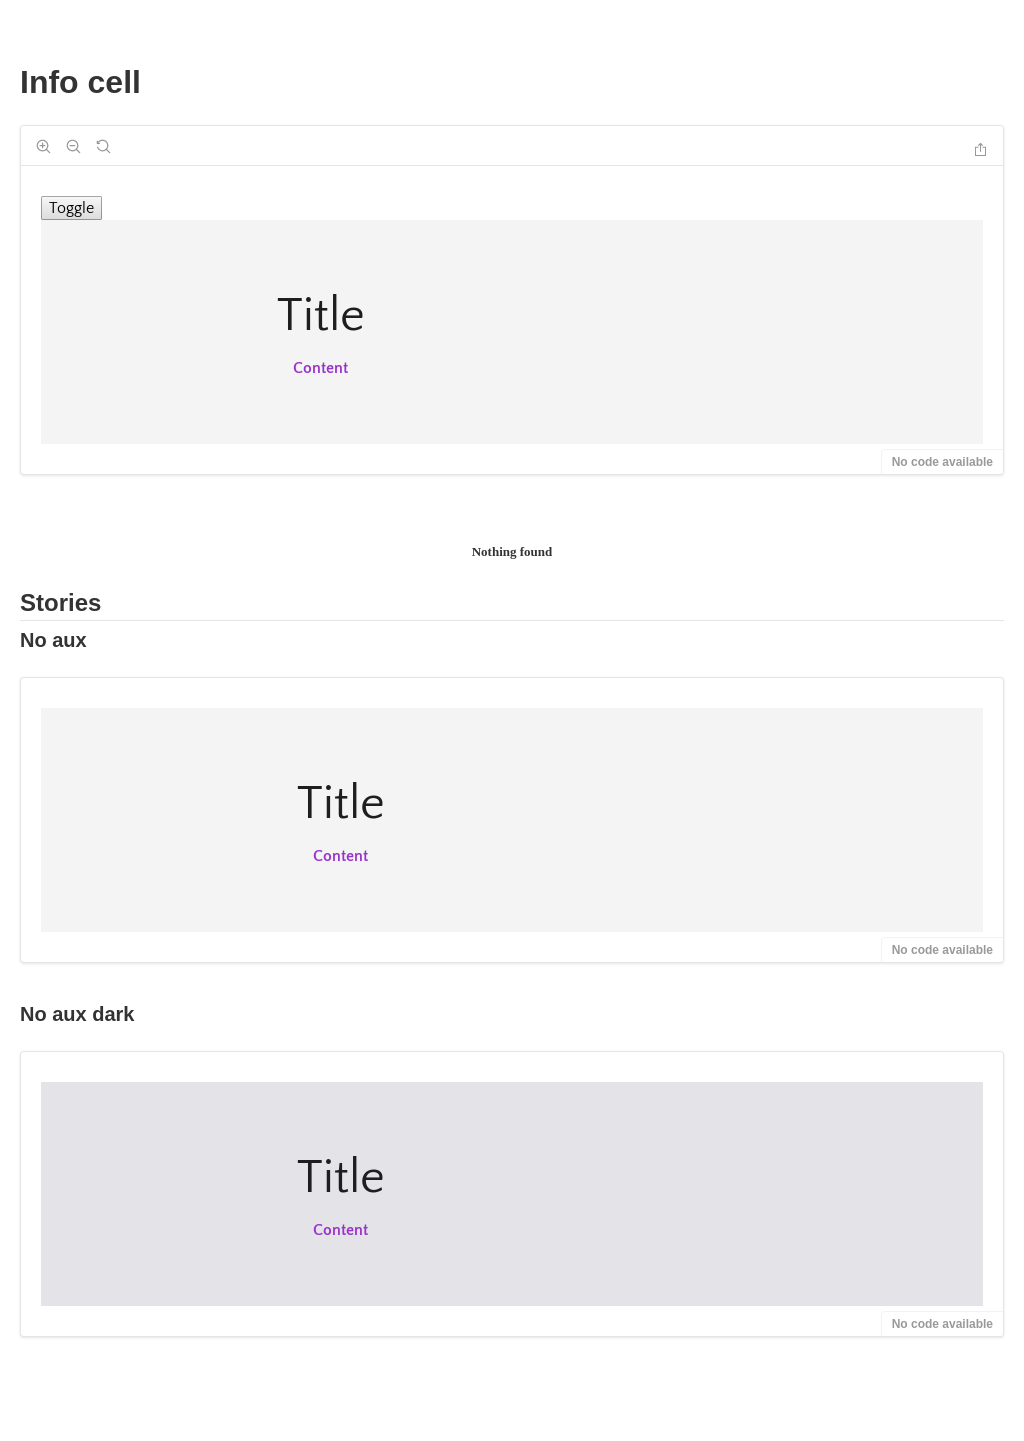 Info cell
Toggle
Title
Content
No code available
Nothing found
Stories
No aux
Title
Content
No code available
No aux dark
Title
Content
No code available